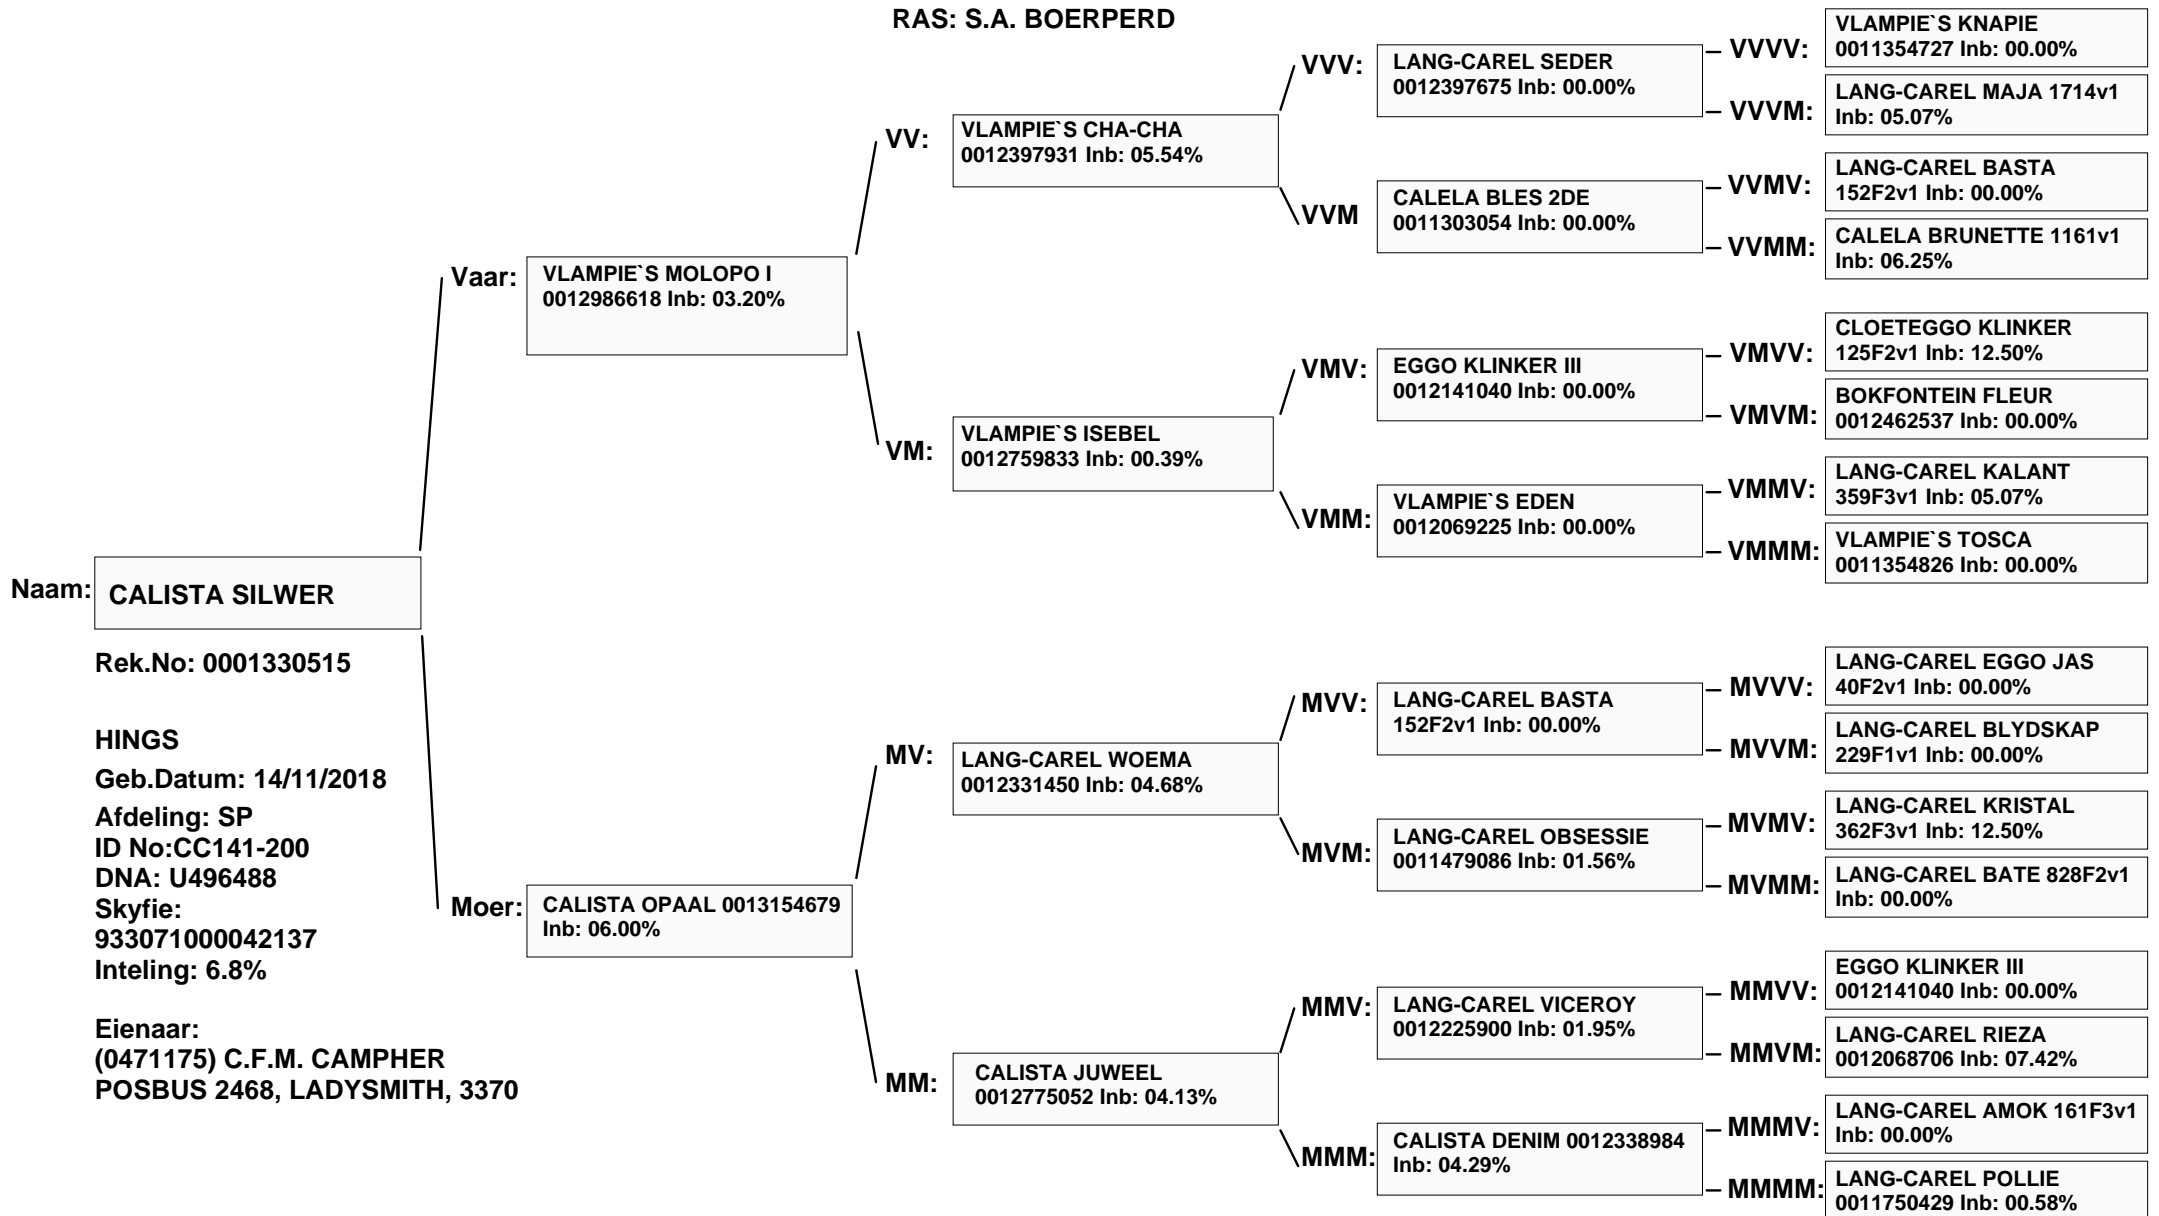 RAS: S.A. BOERPERD
Naam:
CALISTA SILWER
Rek.No: 0001330515
HINGS
Geb.Datum: 14/11/2018
Afdeling: SP
ID No:CC141-200
DNA: U496488
Skyfie:
933071000042137
Inteling: 6.8%
Eienaar:
(0471175) C.F.M. CAMPHER
POSBUS 2468, LADYSMITH, 3370
Vaar:
VLAMPIE`S MOLOPO I
0012986618 Inb: 03.20%
Moer:
CALISTA OPAAL 0013154679
Inb: 06.00%
VV:
VLAMPIE`S CHA-CHA
0012397931 Inb: 05.54%
VM:
VLAMPIE`S ISEBEL
0012759833 Inb: 00.39%
MV:
LANG-CAREL WOEMA
0012331450 Inb: 04.68%
MM:
CALISTA JUWEEL
0012775052 Inb: 04.13%
VVV:
LANG-CAREL SEDER
0012397675 Inb: 00.00%
VVM
CALELA BLES 2DE
0011303054 Inb: 00.00%
VMV:
EGGO KLINKER III
0012141040 Inb: 00.00%
VMM:
VLAMPIE`S EDEN
0012069225 Inb: 00.00%
MVV:
LANG-CAREL BASTA
152F2v1 Inb: 00.00%
MVM:
LANG-CAREL OBSESSIE
0011479086 Inb: 01.56%
MMV:
LANG-CAREL VICEROY
0012225900 Inb: 01.95%
MMM:
CALISTA DENIM 0012338984
Inb: 04.29%
VVVV:
VLAMPIE`S KNAPIE
0011354727 Inb: 00.00%
VVVM:
LANG-CAREL MAJA 1714v1
Inb: 05.07%
VVMV:
LANG-CAREL BASTA
152F2v1 Inb: 00.00%
VVMM:
CALELA BRUNETTE 1161v1
Inb: 06.25%
VMVV:
CLOETEGGO KLINKER
125F2v1 Inb: 12.50%
VMVM:
BOKFONTEIN FLEUR
0012462537 Inb: 00.00%
VMMV:
LANG-CAREL KALANT
359F3v1 Inb: 05.07%
VMMM:
VLAMPIE`S TOSCA
0011354826 Inb: 00.00%
MVVV:
LANG-CAREL EGGO JAS
40F2v1 Inb: 00.00%
MVVM:
LANG-CAREL BLYDSKAP
229F1v1 Inb: 00.00%
MVMV:
LANG-CAREL KRISTAL
362F3v1 Inb: 12.50%
MVMM:
LANG-CAREL BATE 828F2v1
Inb: 00.00%
MMVV:
EGGO KLINKER III
0012141040 Inb: 00.00%
MMVM:
LANG-CAREL RIEZA
0012068706 Inb: 07.42%
MMMV:
LANG-CAREL AMOK 161F3v1
Inb: 00.00%
MMMM:
LANG-CAREL POLLIE
0011750429 Inb: 00.58%